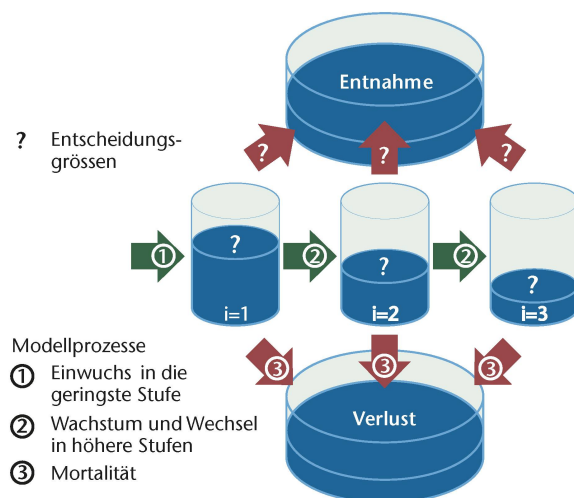 Entnahme
? Entscheidungs-
grössen
? ? ?
? ? ?
1 2 2
i=1 i=2 i=3
Modellprozesse
1 Einwuchs in die
geringste Stufe
2 Wachstum und Wechsel
in höhere Stufen
3 Mortalität
3 3 3
Verlust